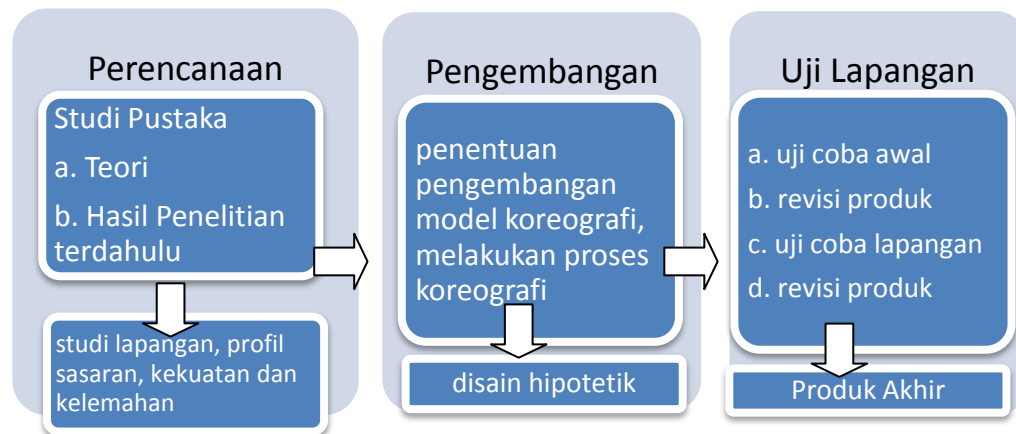 Perencanaan
Studi Pustaka
a. Teori
b. Hasil Penelitian
terdahulu
studi lapangan, profil
sasaran, kekuatan dan
kelemahan
Pengembangan
penentuan
pengembangan
model koreografi,
melakukan proses
koreografi
disain hipotetik
Uji Lapangan
a. uji coba awal
b. revisi produk
c. uji coba lapangan
d. revisi produk
Produk Akhir